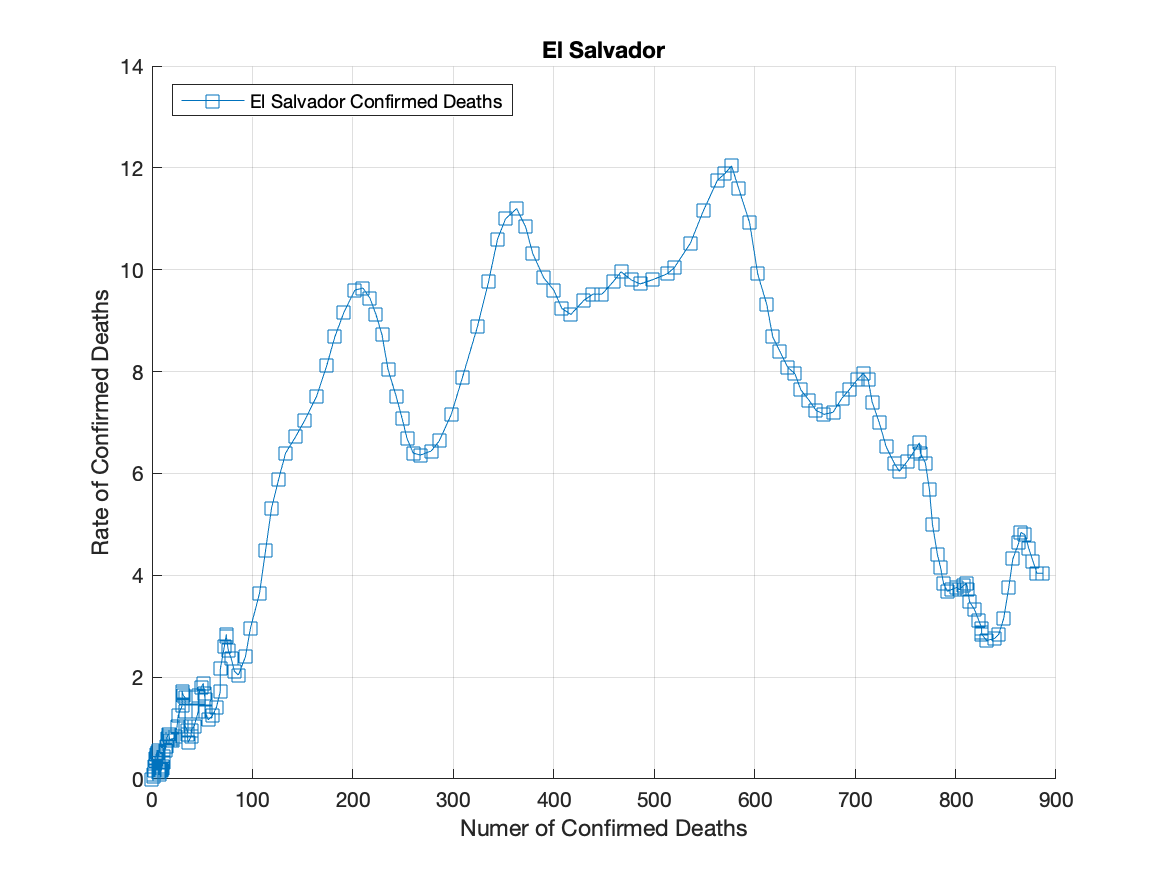 El Salvador
El Salvador Confirmed Deaths
Rate of Confirmed Deaths
14
12
10
8
6
4
2
0
0 100 200 300 400 500 600 700 800 900
Numer of Confirmed Deaths